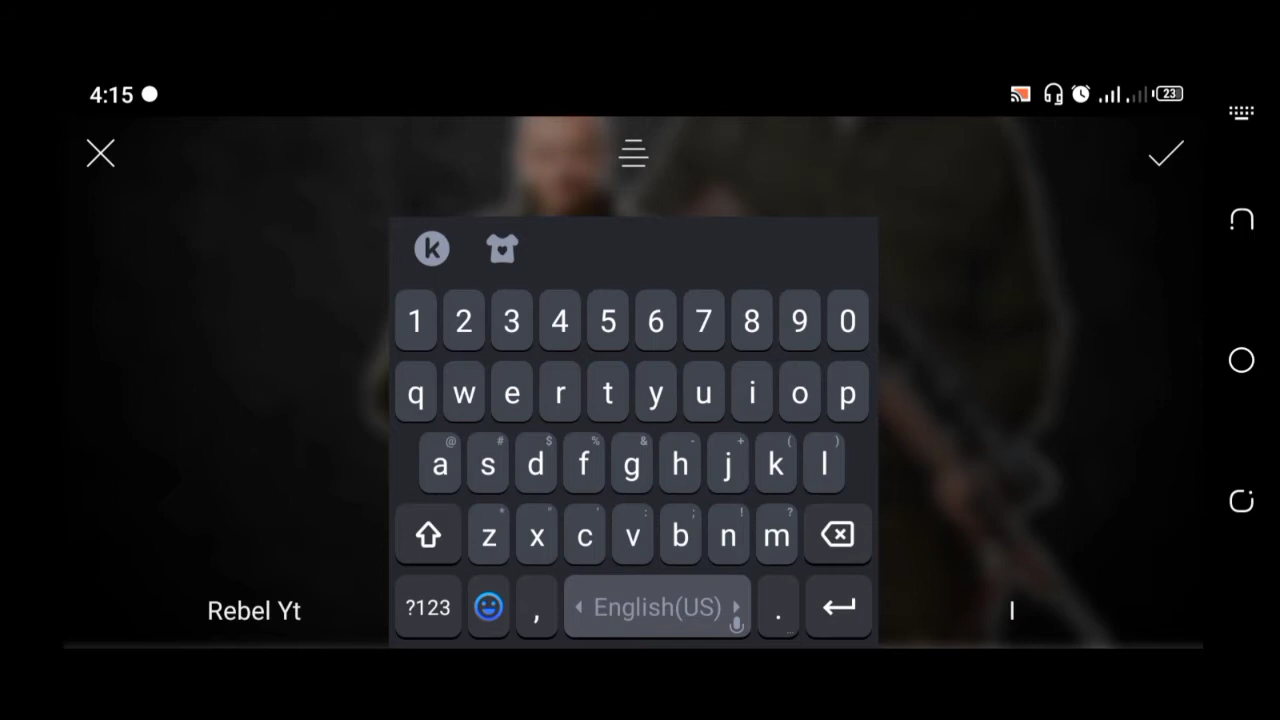 4:15
23
k
1 2 3 4 5 6 7 8 9 0
q w e r t y u i o p
@ # $ % & - + ( )
a s d f g h j k l
* " ' : ; ! ?
z x c v b n m
?123 , English(US) .
Rebel Yt